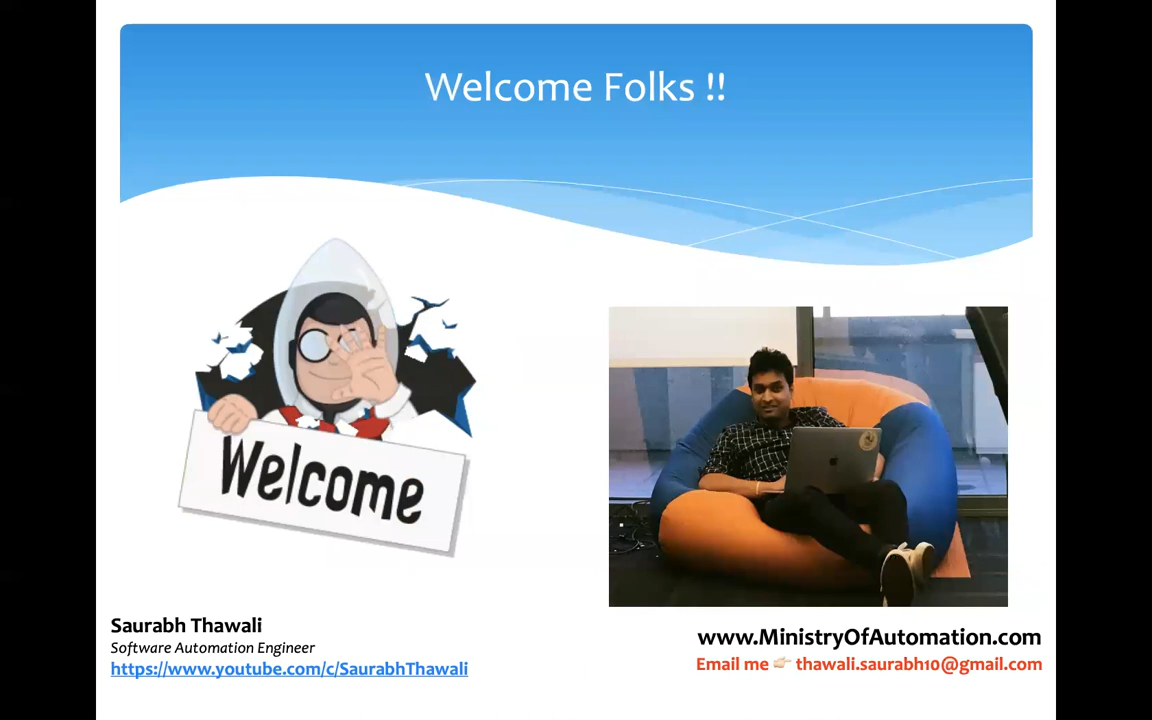 Welcome Folks !!
Welcome
Saurabh Thawali
Software Automation Engineer
https://www.youtube.com/c/SaurabhThawali
www.MinistryOfAutomation.com
Email me 👉🏻 thawali.saurabh10@gmail.com